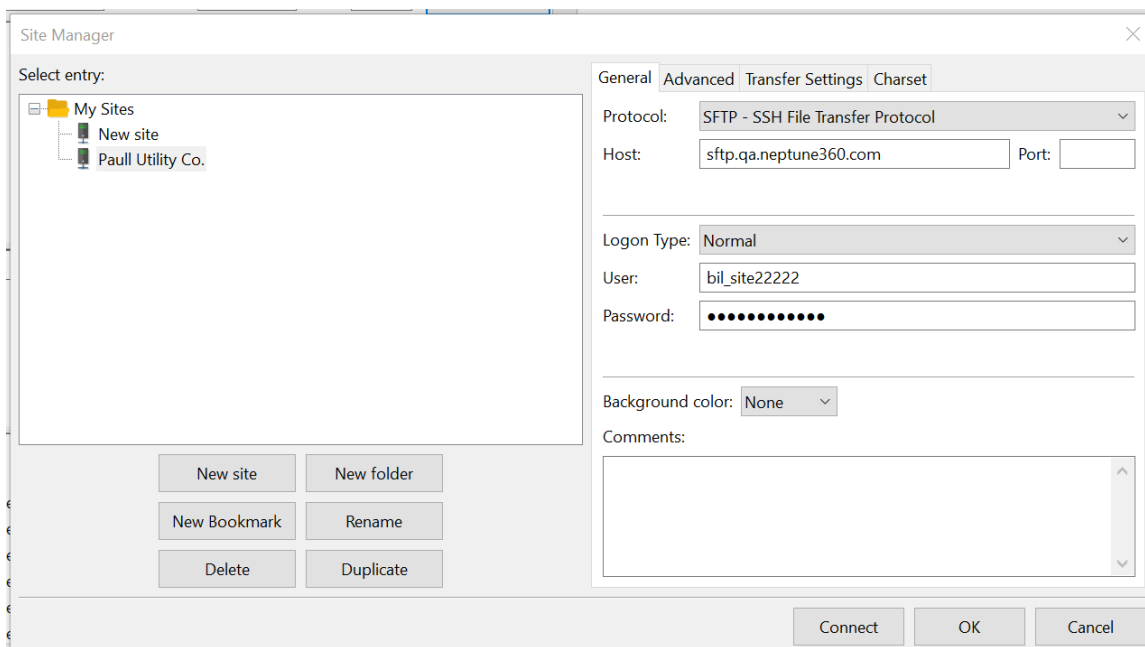 Site Manager
Select entry:
My Sites
New site
Paull Utility Co.
New site
New folder
New Bookmark
Rename
Delete
Duplicate
General Advanced Transfer Settings Charset
Protocol: SFTP - SSH File Transfer Protocol
Host: sftp.qa.neptune360.com Port:
Logon Type: Normal
User: bil_site22222
Password: ●●●●●●●●●●●●
Background color: None
Comments:
Connect OK Cancel